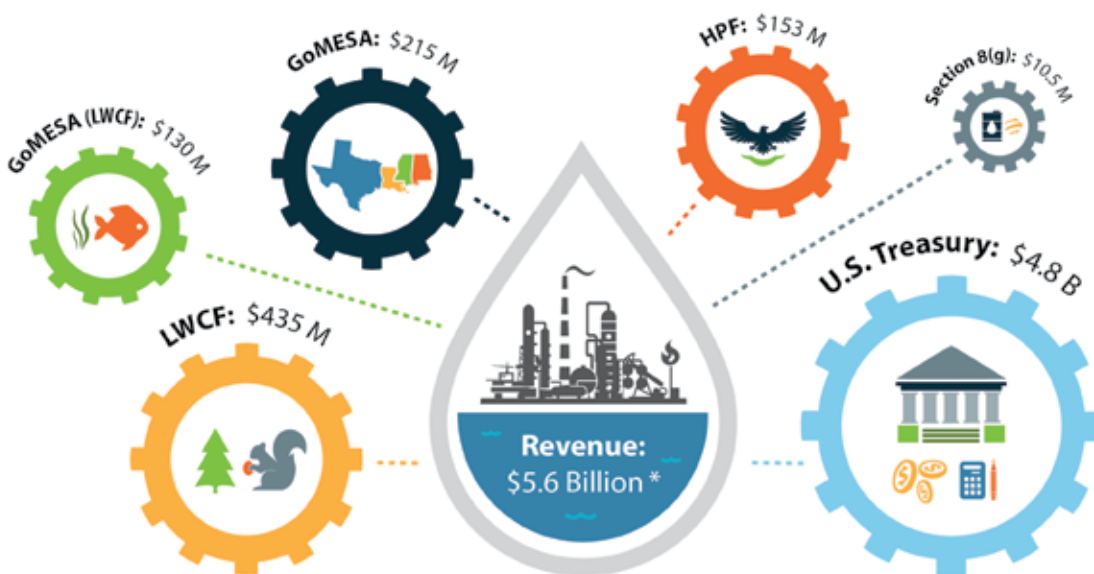 GoMESA (LWCF): $130 M
GoMESA: $215 M
HPF: $153 M
Section 8(g): $10.5 M
LWCF: $435 M
U.S. Treasury: $4.8 B
Revenue:
$5.6 Billion *